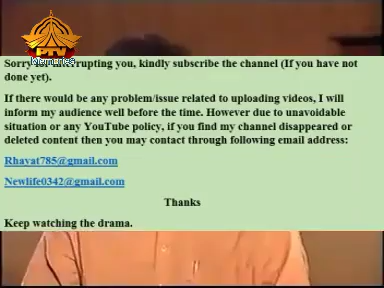 PTV
Memories
Sorry for interrupting you, kindly subscribe the channel (If you have not
done yet).
If there would be any problem/issue related to uploading videos, I will
inform my audience well before the time. However due to unavoidable
situation or any YouTube policy, if you find my channel disappeared or
deleted content then you may contact through following email address:
Rhayat785@gmail.com
Newlife0342@gmail.com
Thanks
Keep watching the drama.